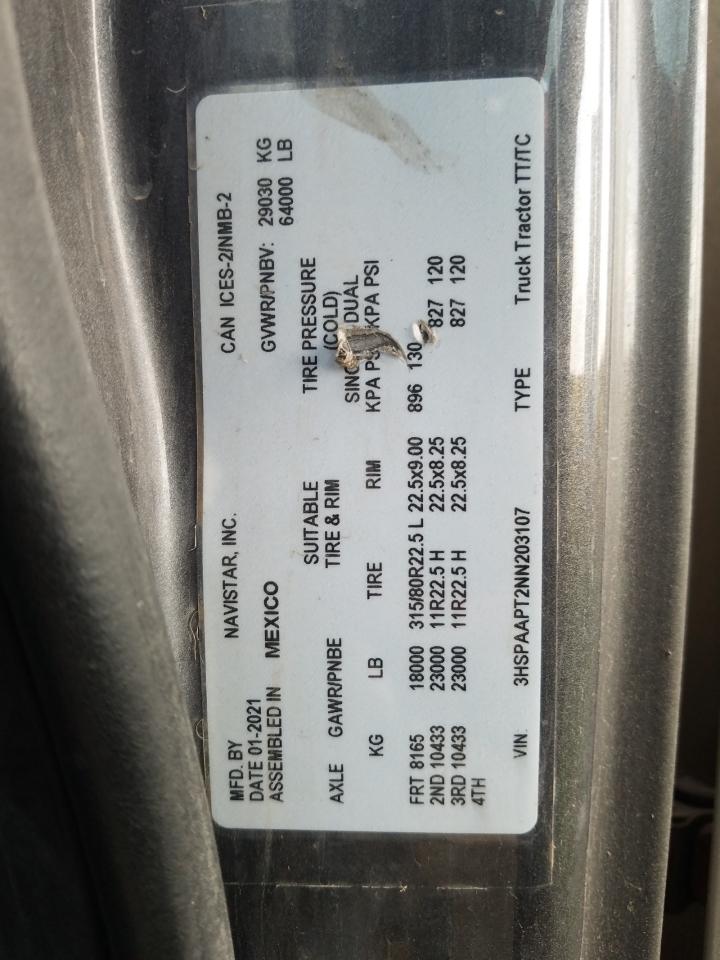 MFD. BY NAVISTAR, INC. CAN ICES-2/NMB-2
DATE 01-2021
ASSEMBLED IN MEXICO GVWR/PNBV: 29030 KG
64000 LB
SUITABLE TIRE PRESSURE
AXLE GAWR/PNBE TIRE & RIM (COLD)
DUAL
KG LB TIRE RIM KPA KPA PSI
FRT 8165 18000 315/80R22.5 L 22.5x9.00 896 130
2ND 10433 23000 11R22.5 H 22.5x8.25 827 120
3RD 10433 23000 11R22.5 H 22.5x8.25 827 120
4TH
VIN: 3HSPAAPT2NN203107 TYPE Truck Tractor TT/TC